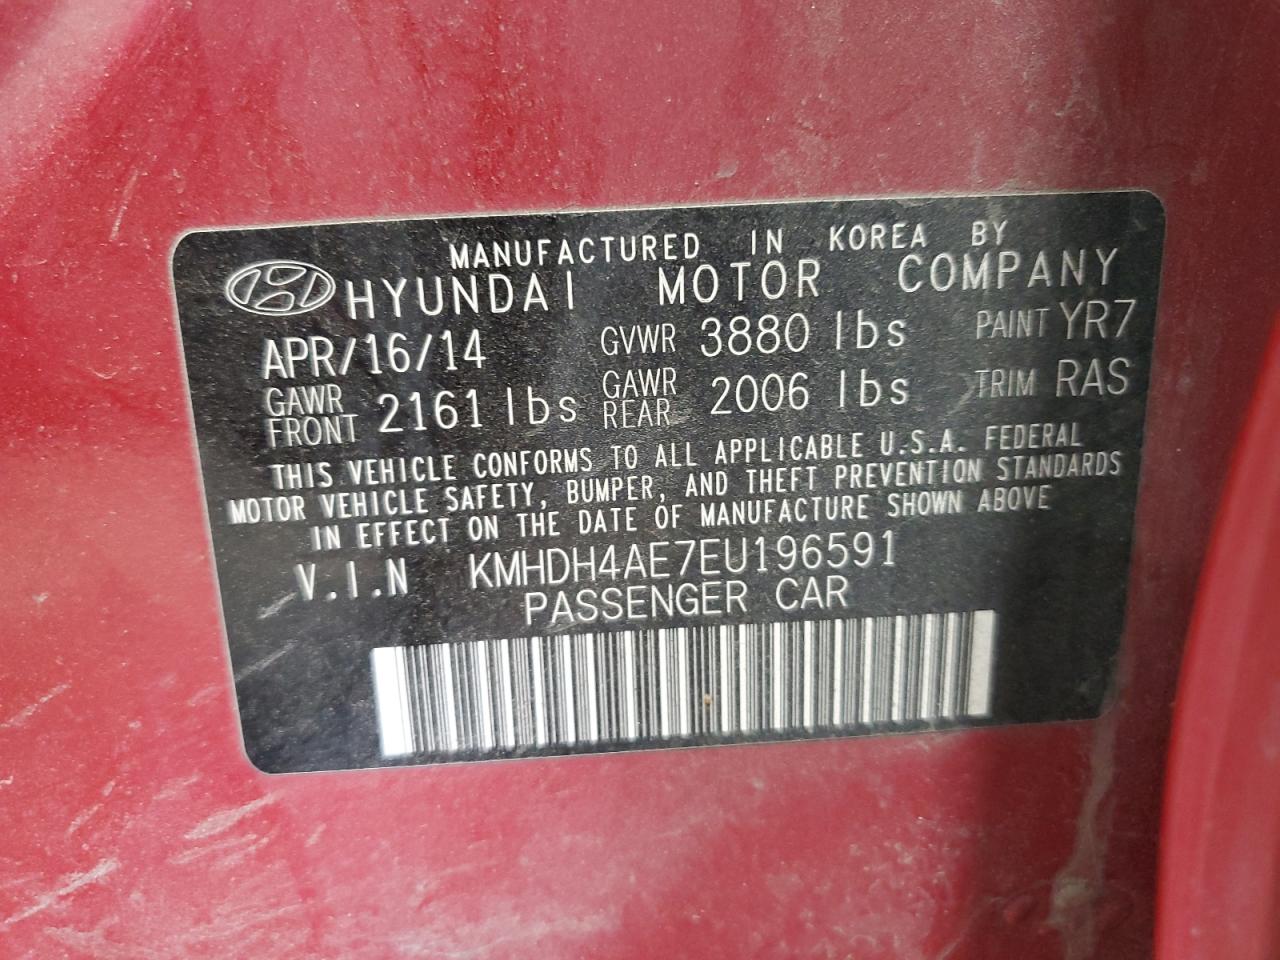 MANUFACTURED IN KOREA BY
HYUNDAI MOTOR COMPANY
APR/16/14 GVWR 3880 lbs PAINT YR7
GAWR FRONT 2161 lbs GAWR REAR 2006 lbs TRIM RAS
THIS VEHICLE CONFORMS TO ALL APPLICABLE U.S.A. FEDERAL
MOTOR VEHICLE SAFETY, BUMPER, AND THEFT PREVENTION STANDARDS
IN EFFECT ON THE DATE OF MANUFACTURE SHOWN ABOVE
V.I.N KMHDH4AE7EU196591
PASSENGER CAR